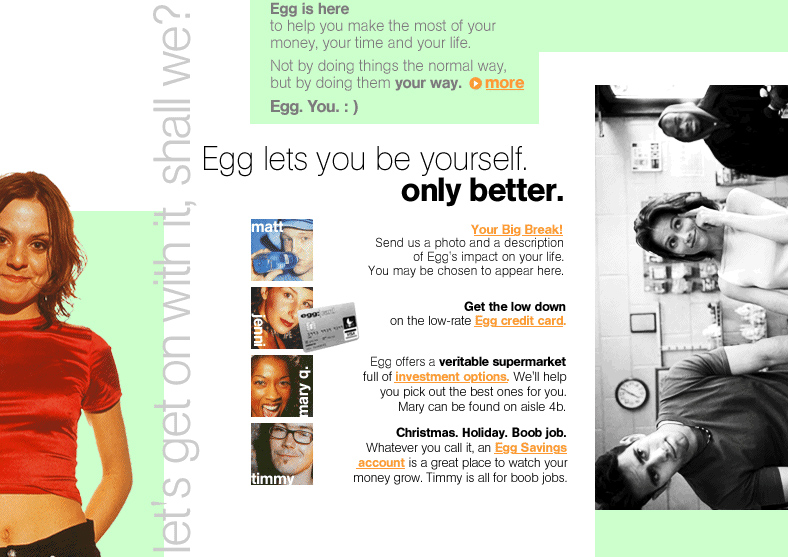 Egg is here
to help you make the most of your
money, your time and your life.
Not by doing things the normal way,
but by doing them your way. more
Egg. You. : )
let's get on with it, shall we?
Egg lets you be yourself.
only better.
matt
Your Big Break!
Send us a photo and a description
of Egg's impact on your life.
You may be chosen to appear here.
jenni
egg:
Get the low down
on the low-rate Egg credit card.
mary q.
Egg offers a veritable supermarket
full of investment options. We'll help
you pick out the best ones for you.
Mary can be found on aisle 4b.
timmy
Christmas. Holiday. Boob job.
Whatever you call it, an Egg Savings
account is a great place to watch your
money grow. Timmy is all for boob jobs.